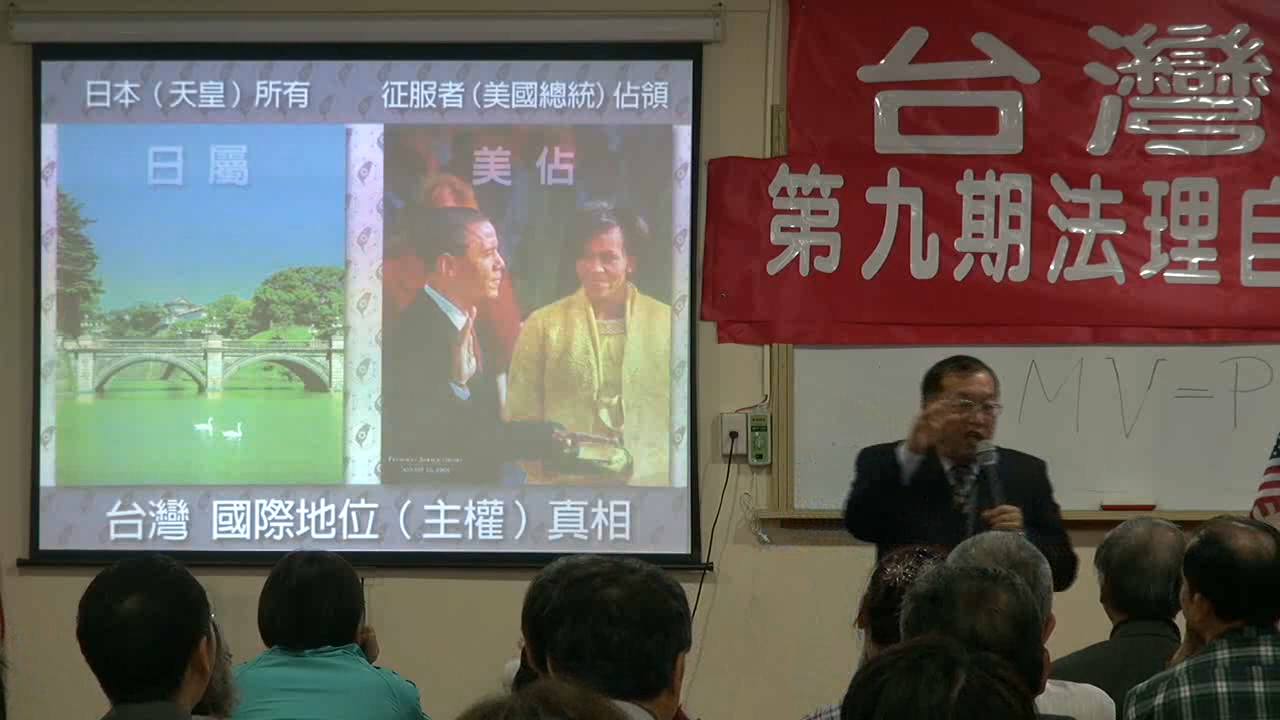 日本（天皇）所有
征服者（美國總統）佔領
日屬
美佔
台灣 國際地位（主權）真相
台灣
第九期法理自
MV=P